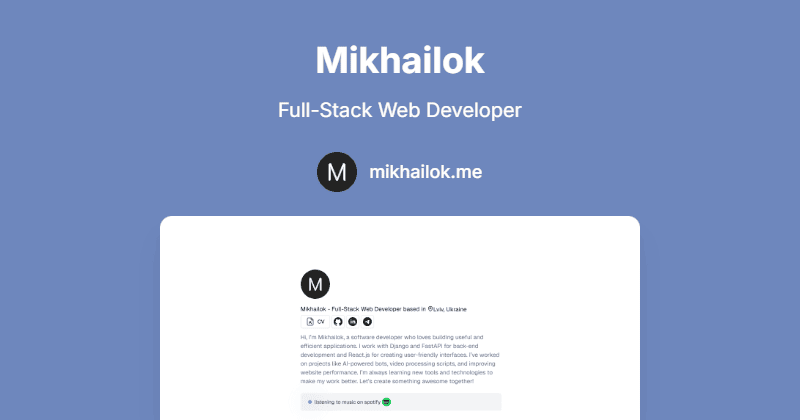 Mikhailok
Full-Stack Web Developer
M mikhailok.me
M
Mikhailok - Full-Stack Web Developer based in Lviv, Ukraine
CV
Hi, I'm Mikhailok, a software developer who loves building useful and
efficient applications. I work with Django and FastAPI for back-end
development and React.js for creating user-friendly interfaces. I've worked
on projects like AI-powered bots, video processing scripts, and improving
website performance. I'm always learning new tools and technologies to
make my work better. Let's create something awesome together!
listening to music on spotify